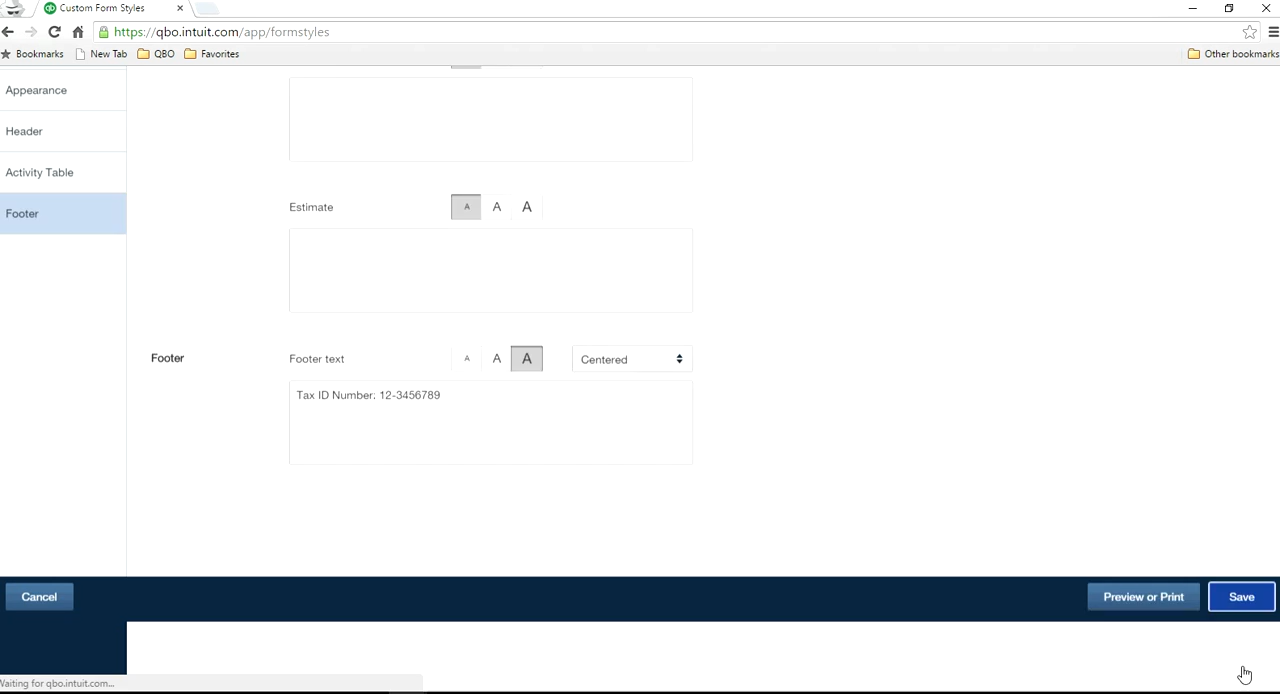 Custom Form Styles
https://qbo.intuit.com/app/formstyles
Bookmarks New Tab QBO Favorites Other bookmarks
Appearance
Header
Activity Table
Footer
Estimate A A A
Footer Footer text A A A Centered
Tax ID Number: 12-3456789
Cancel Preview or Print Save
Waiting for qbo.intuit.com...